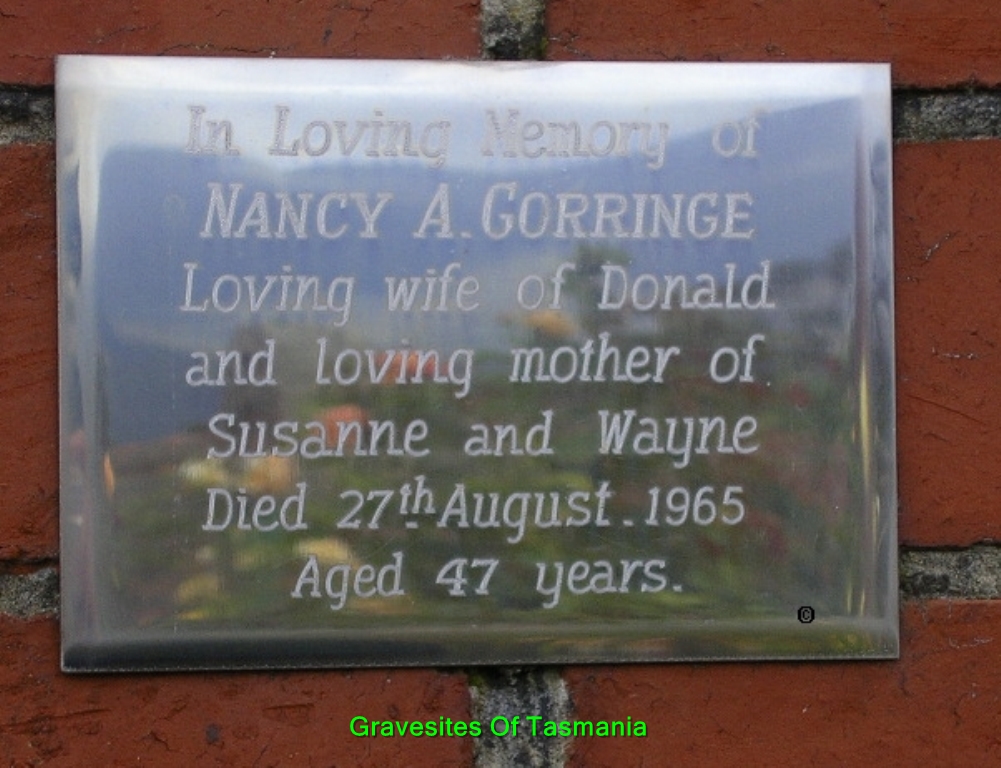 In Loving Memory of
NANCY A. GORRINGE
Loving wife of Donald
and loving mother of
Susanne and Wayne
Died 27th August. 1965
Aged 47 years.
©
Gravesites Of Tasmania